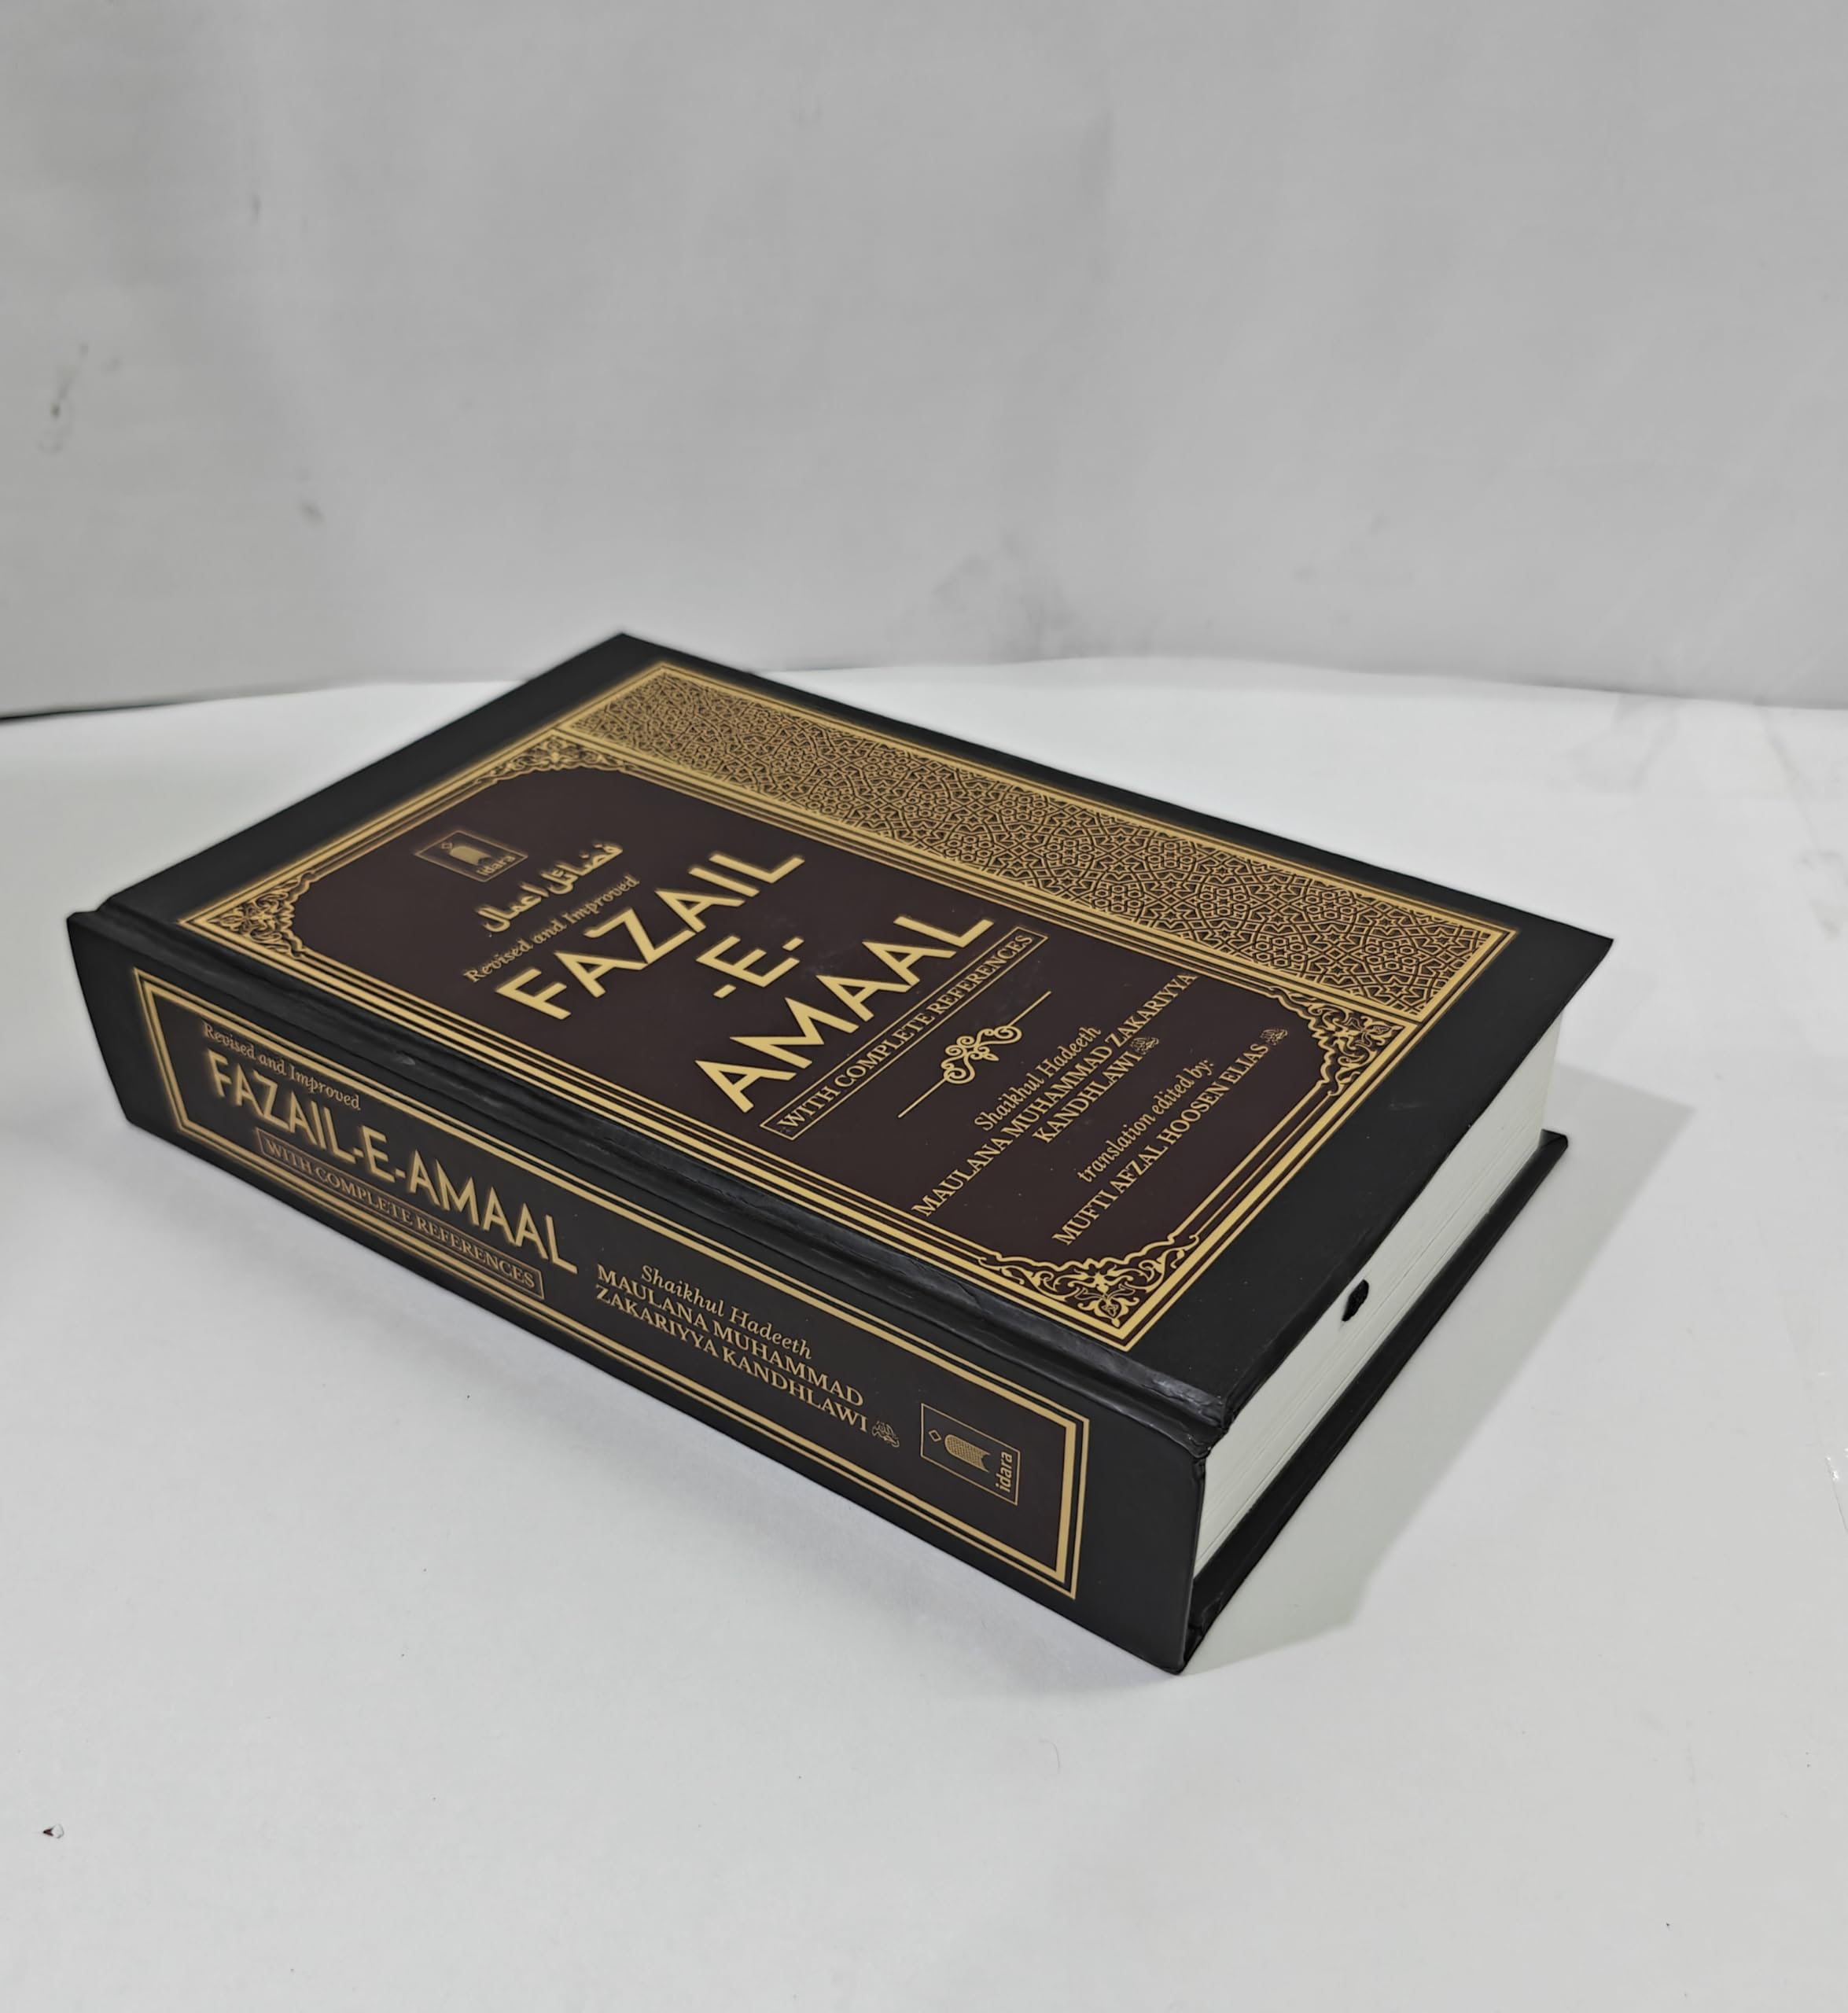 idara
فضائل اعمال
Revised and Improved
FAZAIL
-E-
AMAAL
WITH COMPLETE REFERENCES
Shaikhul Hadeeth
MAULANA MUHAMMAD ZAKARIYYA
KANDHLAWI
translation edited by:
MUFTI AFZAL HOOSEN ELIAS
Revised and Improved
FAZAIL-E-AMAAL
WITH COMPLETE REFERENCES
Shaikhul Hadeeth
MAULANA MUHAMMAD
ZAKARIYYA KANDHLAWI
idara